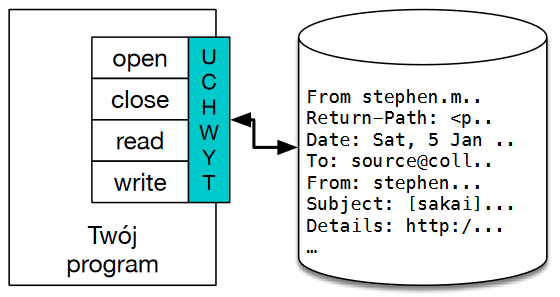 open
close
read
write
UCHWYT
Twój
program
From stephen.m..
Return-Path: <p..
Date: Sat, 5 Jan ..
To: source@coll..
From: stephen...
Subject: [sakai]...
Details: http:/...
…